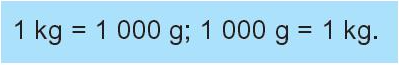 1 kg = 1 000 g; 1 000 g = 1 kg.